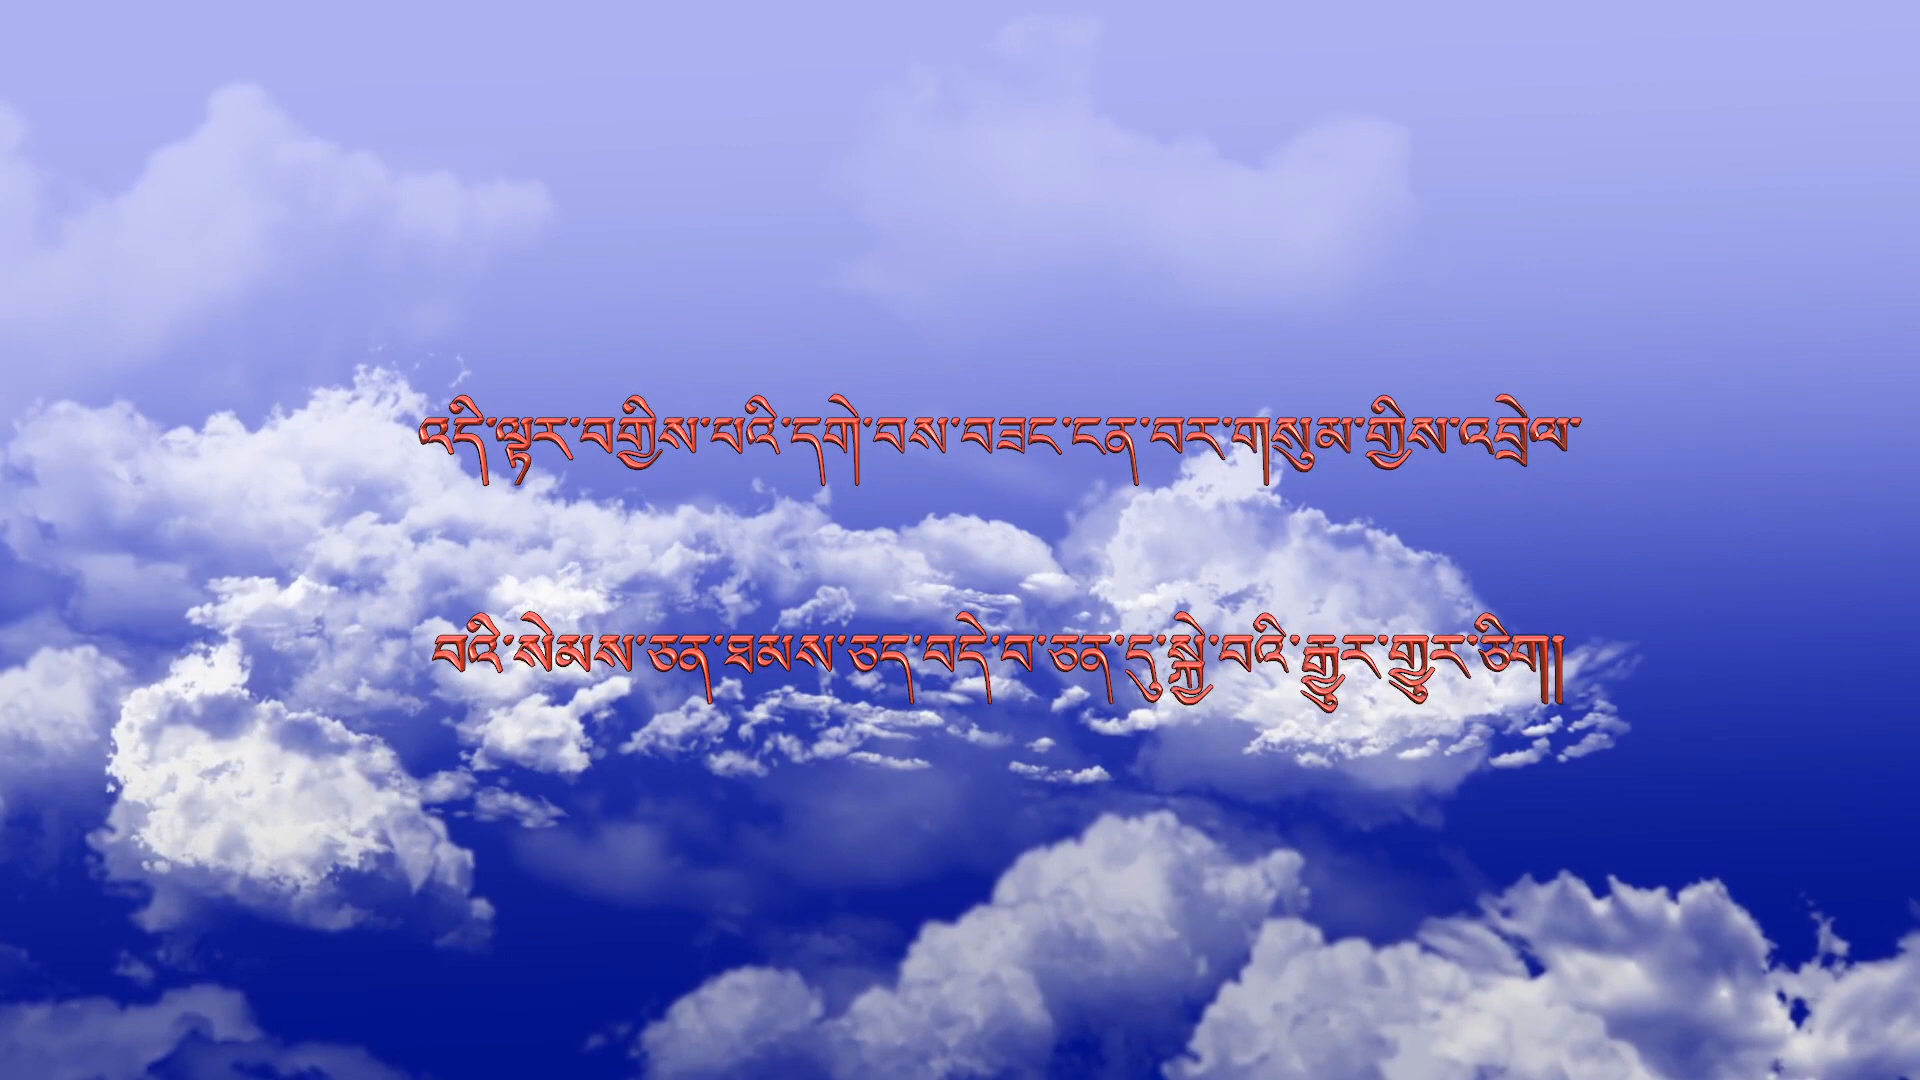 འདི་ལྟར་བགྱིས་པའི་དགེ་བས་བཟང་ངན་བར་གསུམ་གྱིས་འབྲེལ་
བའི་སེམས་ཅན་ཐམས་ཅད་བདེ་བ་ཅན་དུ་སྐྱེ་བའི་རྒྱུར་གྱུར་ཅིག།